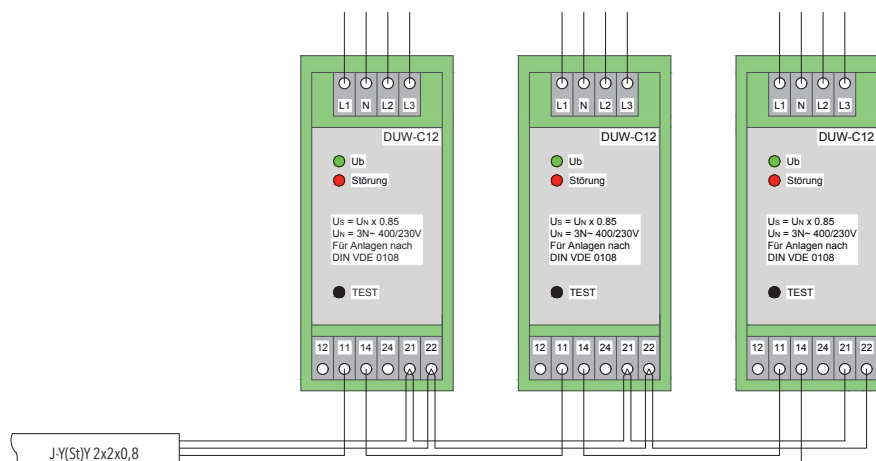 L1 N L2 L3
DUW-C12
Ub
Störung
Us = UN x 0.85
UN = 3N~ 400/230V
Für Anlagen nach
DIN VDE 0108
TEST
12 11 14 24 21 22
L1 N L2 L3
DUW-C12
Ub
Störung
Us = UN x 0.85
UN = 3N~ 400/230V
Für Anlagen nach
DIN VDE 0108
TEST
12 11 14 24 21 22
L1 N L2 L3
DUW-C12
Ub
Störung
Us = UN x 0.85
UN = 3N~ 400/230V
Für Anlagen nach
DIN VDE 0108
TEST
12 11 14 24 21 22
J-Y(St)Y 2x2x0,8